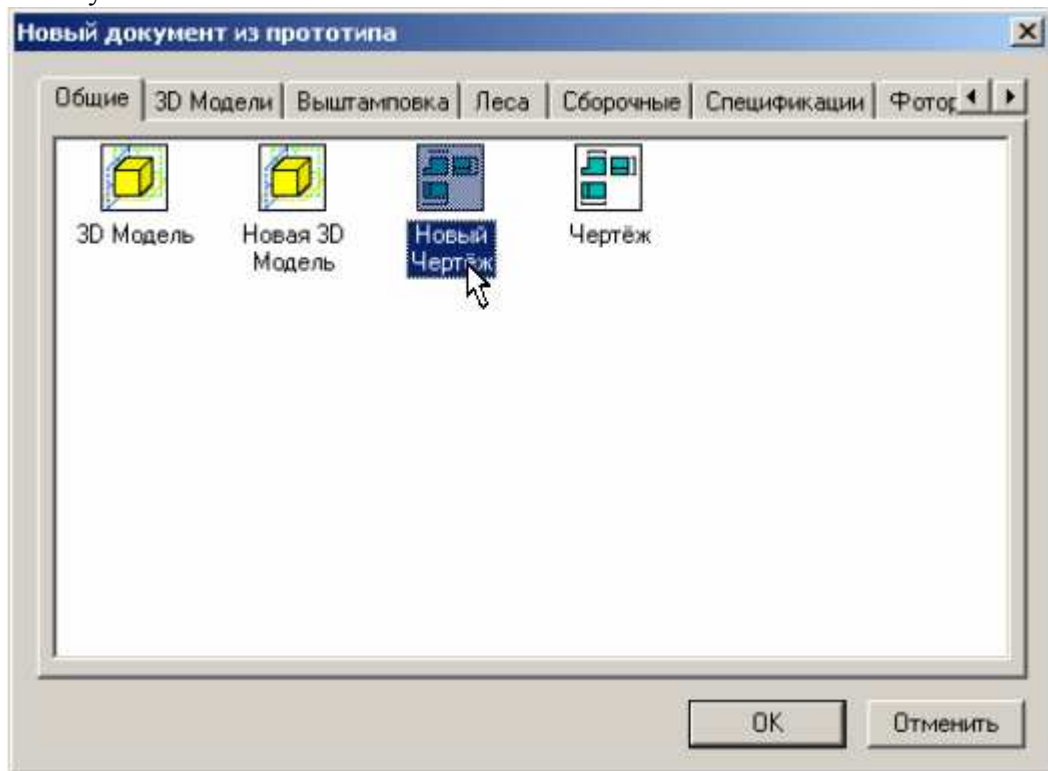 Новый документ из прототипа
Общие 3D Модели Выштамповка Леса Сборочные Спецификации
3D Модель Новая 3D Модель Новый Чертёж Чертёж
OK Отменить